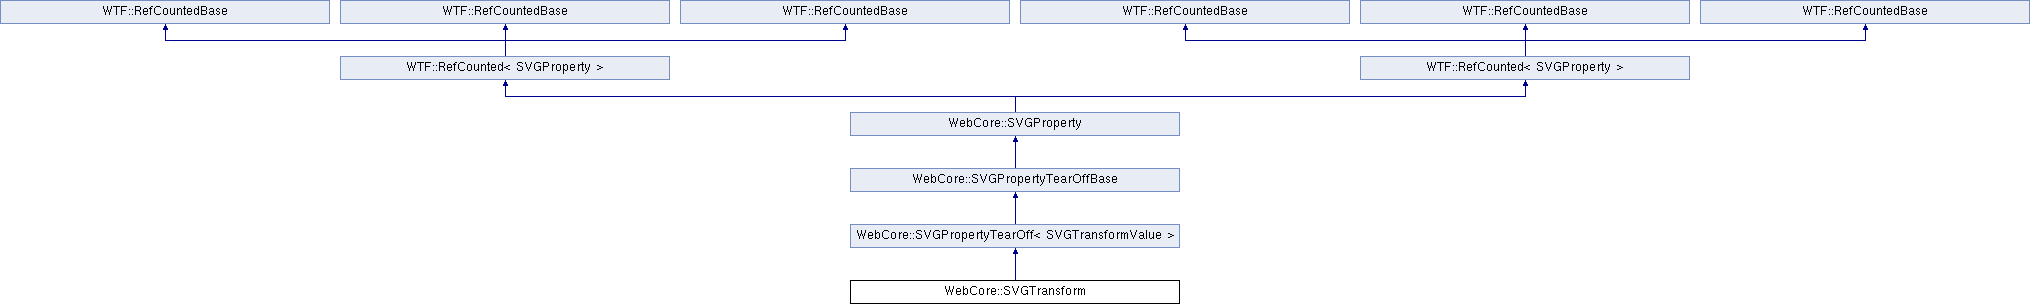 WTF::RefCountedBase
WTF::RefCountedBase
WTF::RefCountedBase
WTF::RefCountedBase
WTF::RefCountedBase
WTF::RefCountedBase
WTF::RefCounted< SVGProperty >
WTF::RefCounted< SVGProperty >
WebCore::SVGProperty
WebCore::SVGPropertyTearOffBase
WebCore::SVGPropertyTearOff< SVGTransformValue >
WebCore::SVGTransform